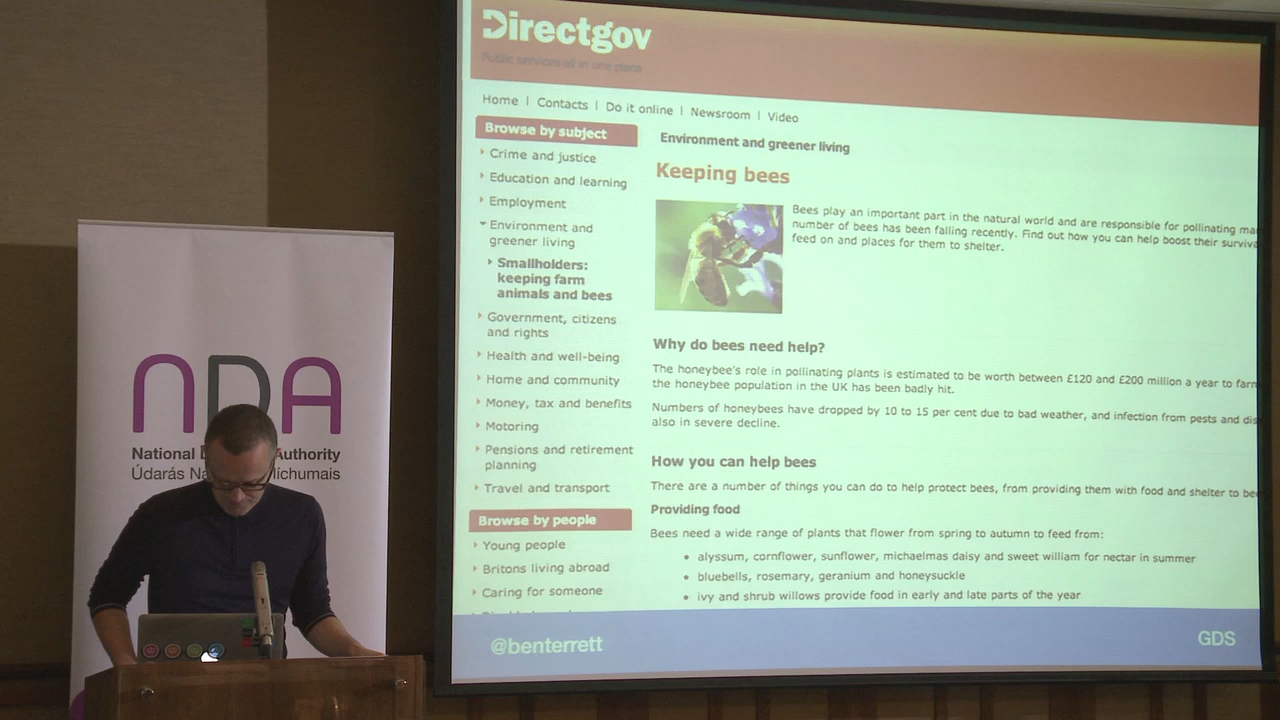 Directgov
Public services all in one place
Home | Contacts | Do it online | Newsroom | Video
Browse by subject
Crime and justice
Education and learning
Employment
Environment and
greener living
Smallholders:
keeping farm
animals and bees
Government, citizens
and rights
Health and well-being
Home and community
Money, tax and benefits
Motoring
Pensions and retirement
planning
Travel and transport
Browse by people
Young people
Britons living abroad
Caring for someone
Environment and greener living
Keeping bees
Bees play an important part in the natural world and are responsible for pollinating
number of bees has been falling recently. Find out how you can help boost their
feed on and places for them to shelter.
Why do bees need help?
The honeybee's role in pollinating plants is estimated to be worth between £120 and £200 million a year to
the honeybee population in the UK has been badly hit.
Numbers of honeybees have dropped by 10 to 15 per cent due to bad weather, and infection from pests and
also in severe decline.
How you can help bees
There are a number of things you can do to help protect bees, from providing them with food and shelter to
Providing food
Bees need a wide range of plants that flower from spring to autumn to feed from:
• alyssum, cornflower, sunflower, michaelmas daisy and sweet william for nectar in summer
• bluebells, rosemary, geranium and honeysuckle
• ivy and shrub willows provide food in early and late parts of the year
@benterrett
GDS
NDA
National Authority
Údarás